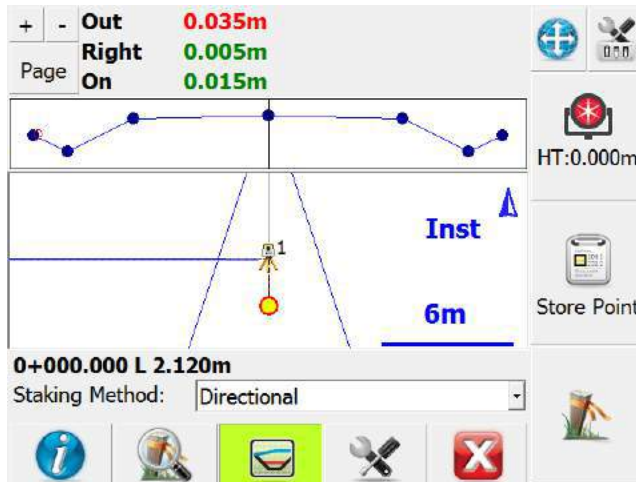 + - Out 0.035m
Right 0.005m
Page
On 0.015m
HT:0.000m
1
Inst
6m
Store Point
0+000.000 L 2.120m
Staking Method: Directional